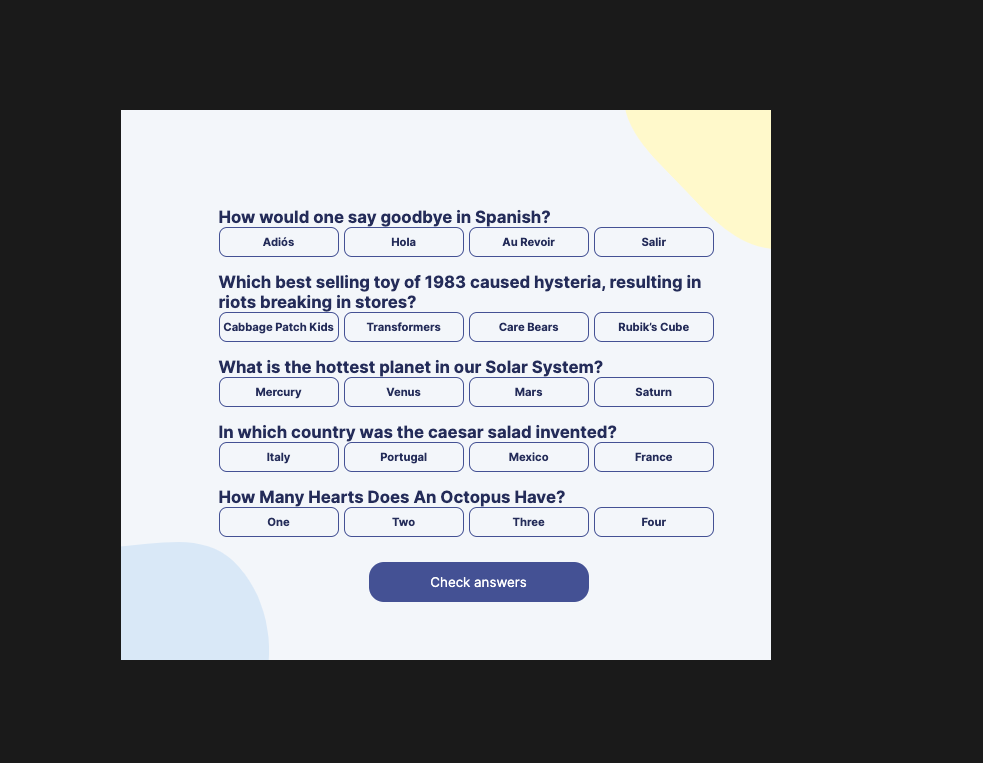 How would one say goodbye in Spanish?
Adiós Hola Au Revoir Salir
Which best selling toy of 1983 caused hysteria, resulting in
riots breaking in stores?
Cabbage Patch Kids Transformers Care Bears Rubik’s Cube
What is the hottest planet in our Solar System?
Mercury Venus Mars Saturn
In which country was the caesar salad invented?
Italy Portugal Mexico France
How Many Hearts Does An Octopus Have?
One Two Three Four
Check answers